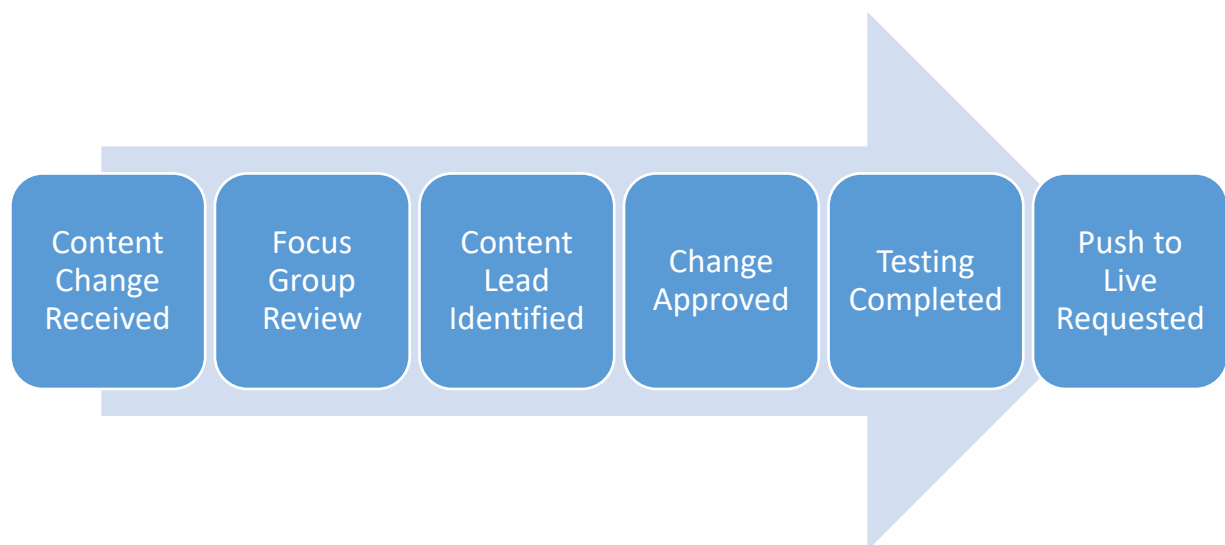 Content
Change
Received
Focus
Group
Review
Content
Lead
Identified
Change
Approved
Testing
Completed
Push to
Live
Requested